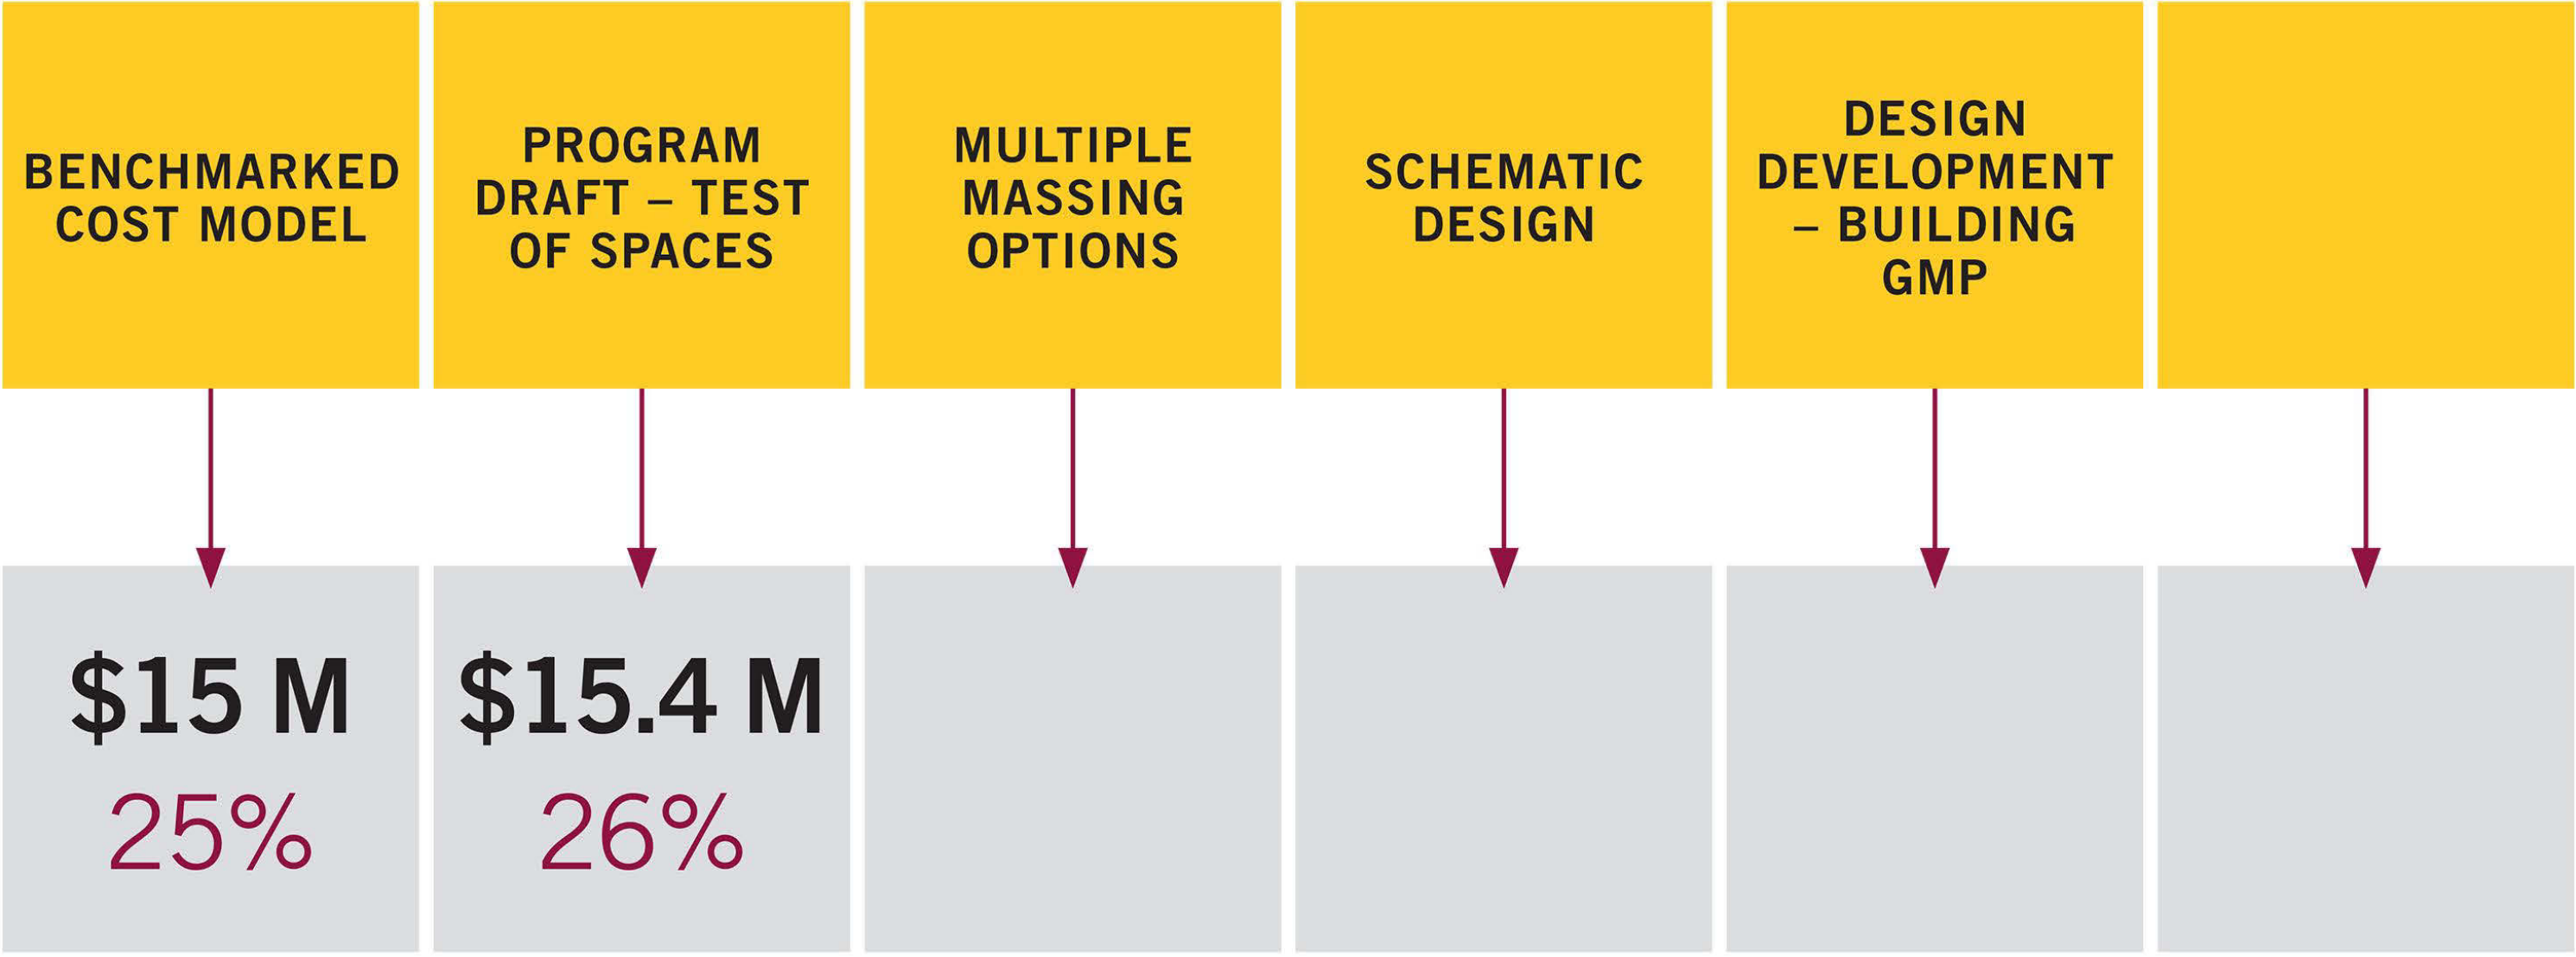 BENCHMARKED
COST MODEL
PROGRAM
DRAFT – TEST
OF SPACES
MULTIPLE
MASSING
OPTIONS
SCHEMATIC
DESIGN
DESIGN
DEVELOPMENT
– BUILDING
GMP
$15 M
25%
$15.4 M
26%